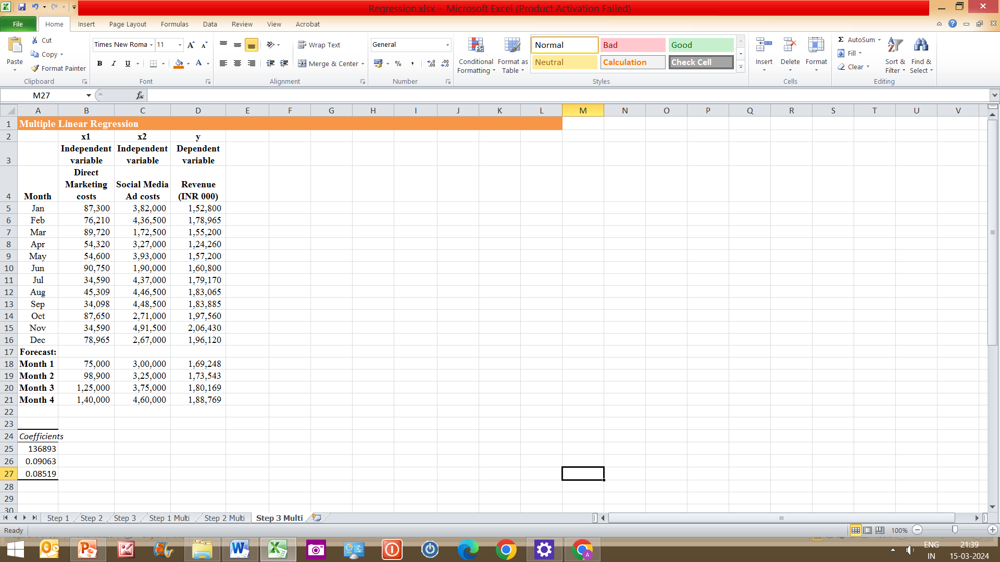 Regression.xlsx - Microsoft Excel (Product Activation Failed)
File Home Insert Page Layout Formulas Data Review View Acrobat
Cut
Copy
Format Painter
Paste
Clipboard
Times New Roma 11
B I U
Font
Wrap Text
Merge & Center
Alignment
General
Number
Conditional Formatting
Format as Table
Normal Bad Good
Neutral Calculation Check Cell
Styles
Insert Delete Format
Cells
AutoSum
Fill
Clear
Sort & Filter
Find & Select
Editing
M27 fx
A B C D E F G H I J K L M N O P Q R S T U V
1 Multiple Linear Regression
2 x1 x2 y
3 Independent variable Independent variable Dependent variable
4 Month Direct Marketing costs Social Media Ad costs Revenue (INR 000)
5 Jan 87,300 3,82,000 1,52,800
6 Feb 76,210 4,36,500 1,78,965
7 Mar 89,720 1,72,500 1,55,200
8 Apr 54,320 3,27,000 1,24,260
9 May 54,600 3,93,000 1,57,200
10 Jun 90,750 1,90,000 1,60,800
11 Jul 34,590 4,37,000 1,79,170
12 Aug 45,309 4,46,500 1,83,065
13 Sep 34,098 4,48,500 1,83,885
14 Oct 87,650 2,71,000 1,97,560
15 Nov 34,590 4,91,500 2,06,430
16 Dec 78,965 2,67,000 1,96,120
17 Forecast:
18 Month 1 75,000 3,00,000 1,69,248
19 Month 2 98,900 3,25,000 1,73,543
20 Month 3 1,25,000 3,75,000 1,80,169
21 Month 4 1,40,000 4,60,000 1,88,769
22
23
24 Coefficients
25 136893
26 0.09063
27 0.08519
28
29
30
Step 1 Step 2 Step 3 Step 1 Multi Step 2 Multi Step 3 Multi
Ready 100%
ENG 21:39
IN 15-03-2024